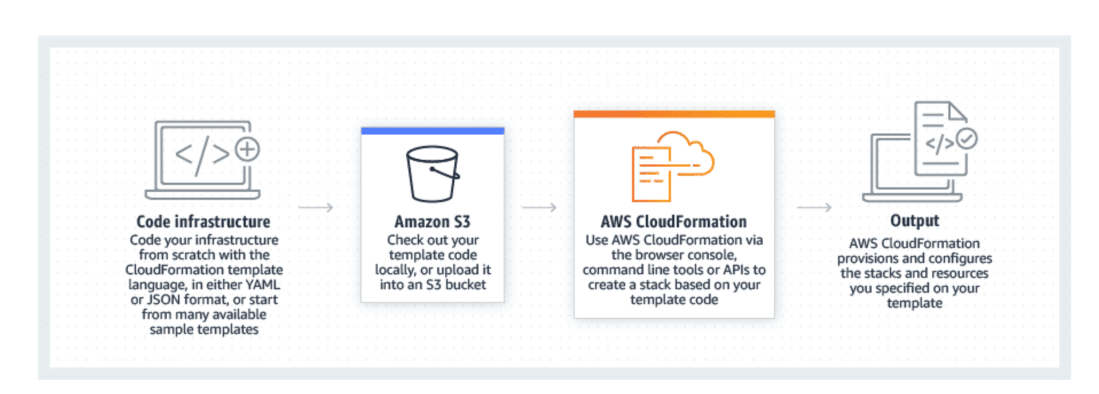 </>
Code infrastructure
Code your infrastructure
from scratch with the
CloudFormation template
language, in either YAML
or JSON format, or start
from many available
sample templates
Amazon S3
Check out your
template code
locally, or upload it
into an S3 bucket
AWS CloudFormation
Use AWS CloudFormation via
the browser console,
command line tools or APIs to
create a stack based on your
template code
</>
Output
AWS CloudFormation
provisions and configures
the stacks and resources
you specified on your
template